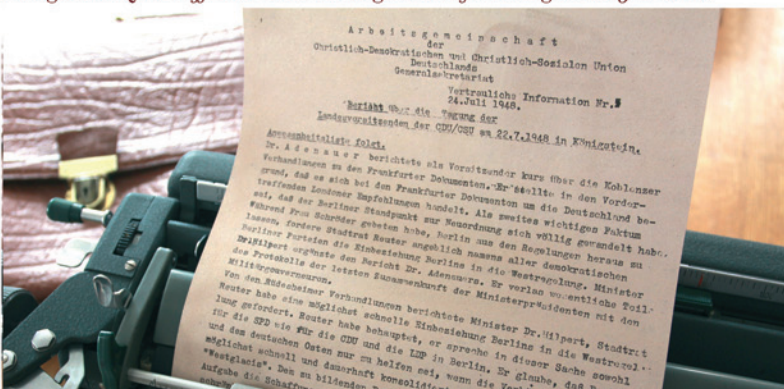 Arbeitsgemeinschaft
der
Christlich-Demokratischen und Christlich-Sozialen Union
Deutschlands
Generalsekretariat
Vertrauliche Information Nr.
24.Juli 1948.
Bericht über die Tagung der
Landesvorsitzenden der CDU/CSU am 22.7.1948 in Königstein.
Anwesenheitsliste folgt.
Dr. Adenauer berichtete als Vorsitzender kurz über die Koblenzer
Verhandlungen zu den Frankfurter Dokumenten. Er stellte in den Vorder-
grund, daß es sich bei den Frankfurter Dokumenten um die Deutschland be-
treffenden Londoner Empfehlungen handelt. Als zweites wichtiges Faktum
sei, daß der Berliner Standpunkt zur Neuordnung sich völlig gewandelt habe.
Während Frau Schröder gebeten habe, Berlin aus den Regelungen heraus zu
lassen, fordere Stadtrat Reuter angeblich namens aller demokratischen
Berliner Parteien die Einbeziehung Berlins in die Westregelung. Minister
Dr.Hilpert ergänzte den Bericht Dr. Adenauers. Er verlas wesentliche Teile
des Protokolls der letzten Zusammenkunft der Ministerpräsidenten mit den
Militärgouverneuren.
Von den Rüdesheimer Verhandlungen berichtete Minister Dr.Hilpert, Stadtrat
Reuter habe eine möglichst schnelle Einbeziehung Berlins in die Westregel-
lung gefordert. Reuter habe behauptet, er spreche in dieser Sache sowohl
für die SPD wie für die CDU und die LDP in Berlin. Er glaube, daß
und dem deutschen Osten nur zu helfen sei, wenn die
möglichst schnell und dauerhaft
"Westglacis". Dem zu bildenden
Aufgabe die